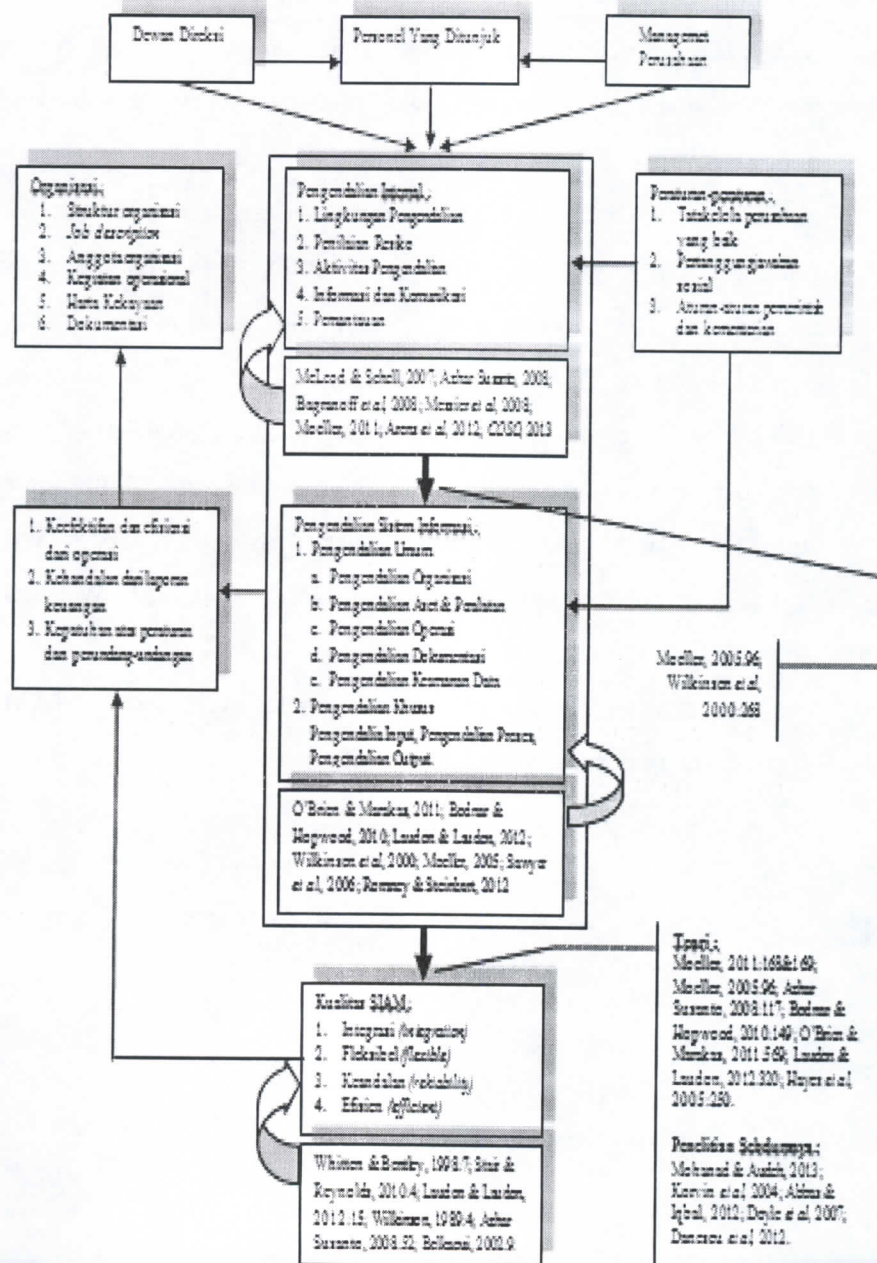 Dewan Direksi
Personel Yang Ditunjuk
Managemen
Perusahaan
Organisasi:
1. Struktur organisasi
2. Job description
3. Anggota organisasi
4. Kegiatan operasional
5. Harta Kekayaan
6. Dokumentasi
Pengendalian Internal:
1. Lingkungan Pengendalian
2. Penilaian Resiko
3. Aktivitas Pengendalian
4. Informasi dan Komunikasi
5. Pemantauan
Peraturan-peraturan:
1. Tatakelola perusahaan
yang baik
2. Pertanggungjawaban
sosial
3. Aturan-aturan pemerintah
dan kementrian
McLeod & Schell, 2007; Azhar Susanto, 2008;
Bagranoff et al, 2008; Messier et al, 2008;
Moeller, 2011; Arens et al, 2012; COSO, 2013
1. Keefektifan dan efisiensi
dari operasi
2. Kehandalan dari laporan
keuangan
3. Kepatuhan atas peraturan
dan perundang-undangan
Pengendalian Sistem Informasi:
1. Pengendalian Umum
a. Pengendalian Organisasi
b. Pengendalian Aset & Peralatan
c. Pengendalian Operasi
d. Pengendalian Dokumentasi
e. Pengendalian Keamanan Data
2. Pengendalian Khusus
Pengendalia Input, Pengendalian Proses,
Pengendalian Output.
Moeller, 2005:96;
Wilkinson et al,
2000:268
O'Brien & Marakas, 2011; Bodnar &
Hopwood, 2010; Laudon & Laudon, 2012;
Wilkinson et al, 2000; Moeller, 2005; Sawyer
et al, 2006; Romney & Steinbart, 2012
Kualitas SIAM:
1. Integrasi (integration)
2. Fleksibel (flexible)
3. Keandalan (reliability)
4. Efisien (efficient)
Whitten & Bentley, 1998:7; Stair &
Reynolds, 2010:4; Laudon & Laudon,
2012:15; Wilkinson, 1989:4; Azhar
Susanto, 2008:52; Belkaoui, 2002:9
Teori:
Moeller, 2011:168&169;
Moeller, 2005:96; Azhar
Susanto, 2008:117; Bodnar &
Hopwood, 2010:149; O'Brien &
Marakas, 2011:569; Laudon &
Laudon, 2012:320; Hayes et al,
2005:250.
Penelitian Sebelumnya:
Mohanad & Audeh, 2013;
et al, 2004; Abbas &
Iqbal, 2012; Doyle et al, 2007;
et al, 2012.